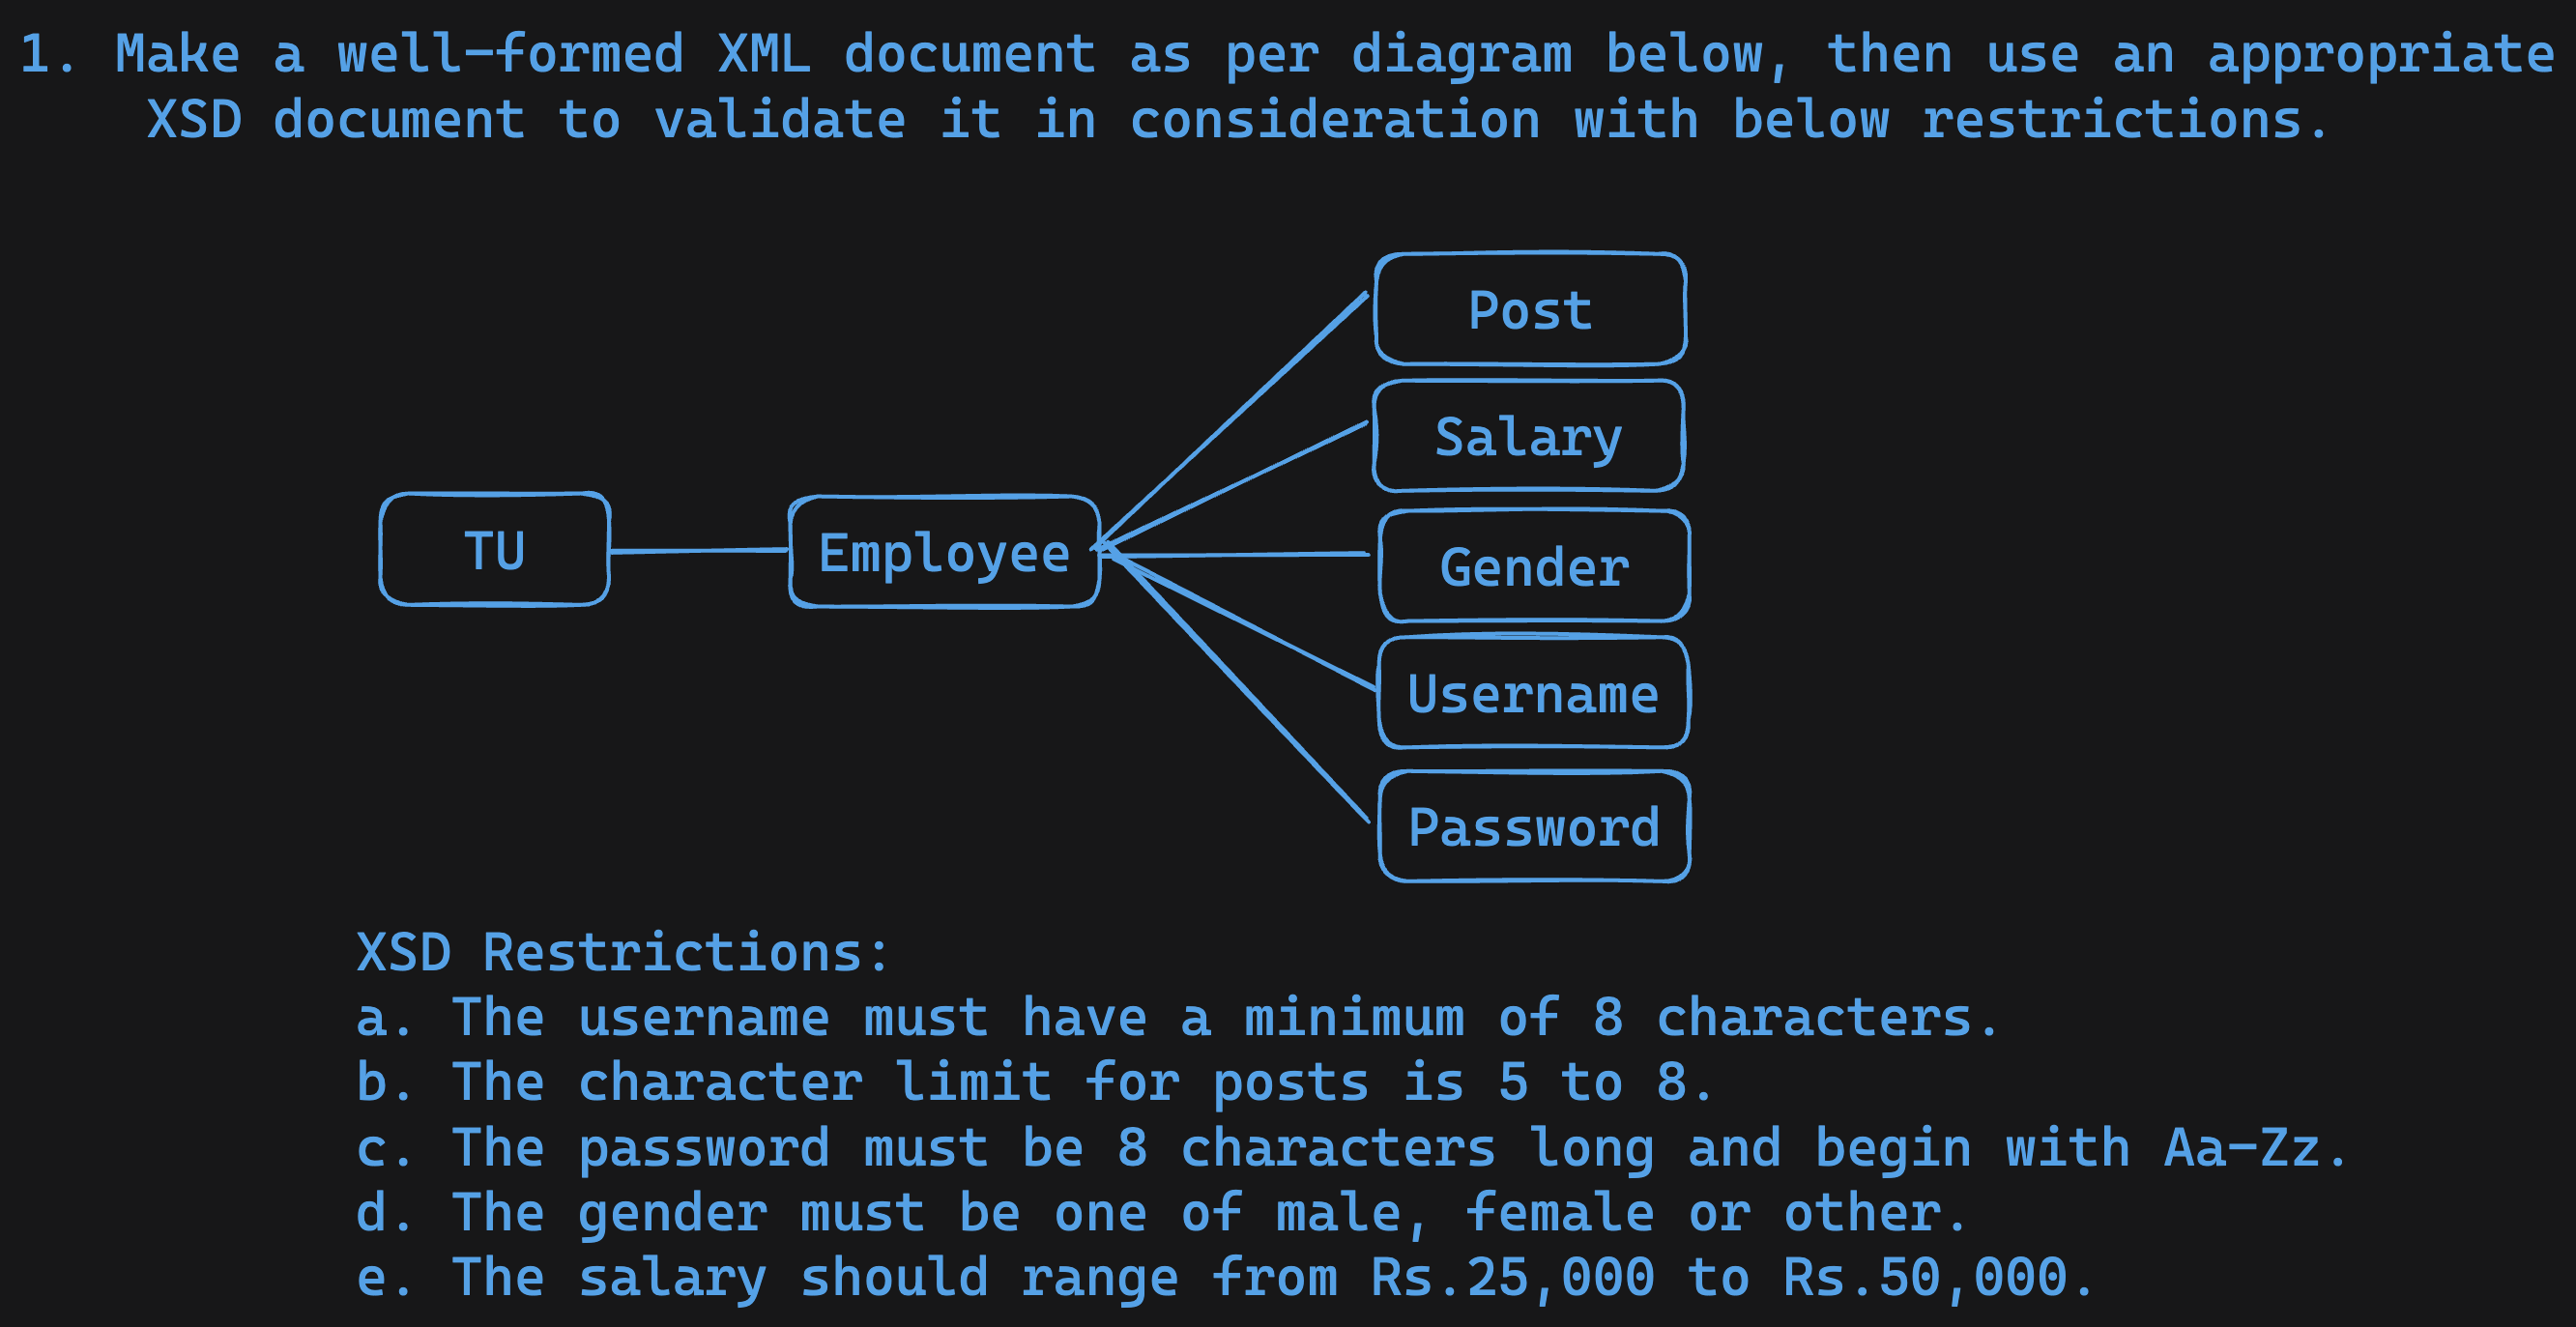 1. Make a well-formed XML document as per diagram below, then use an appropriate
XSD document to validate it in consideration with below restrictions.
Post
Salary
TU
Employee
Gender
Username
Password
XSD Restrictions:
a. The username must have a minimum of 8 characters.
b. The character limit for posts is 5 to 8.
c. The password must be 8 characters long and begin with Aa-Zz.
d. The gender must be one of male, female or other.
e. The salary should range from Rs.25,000 to Rs.50,000.